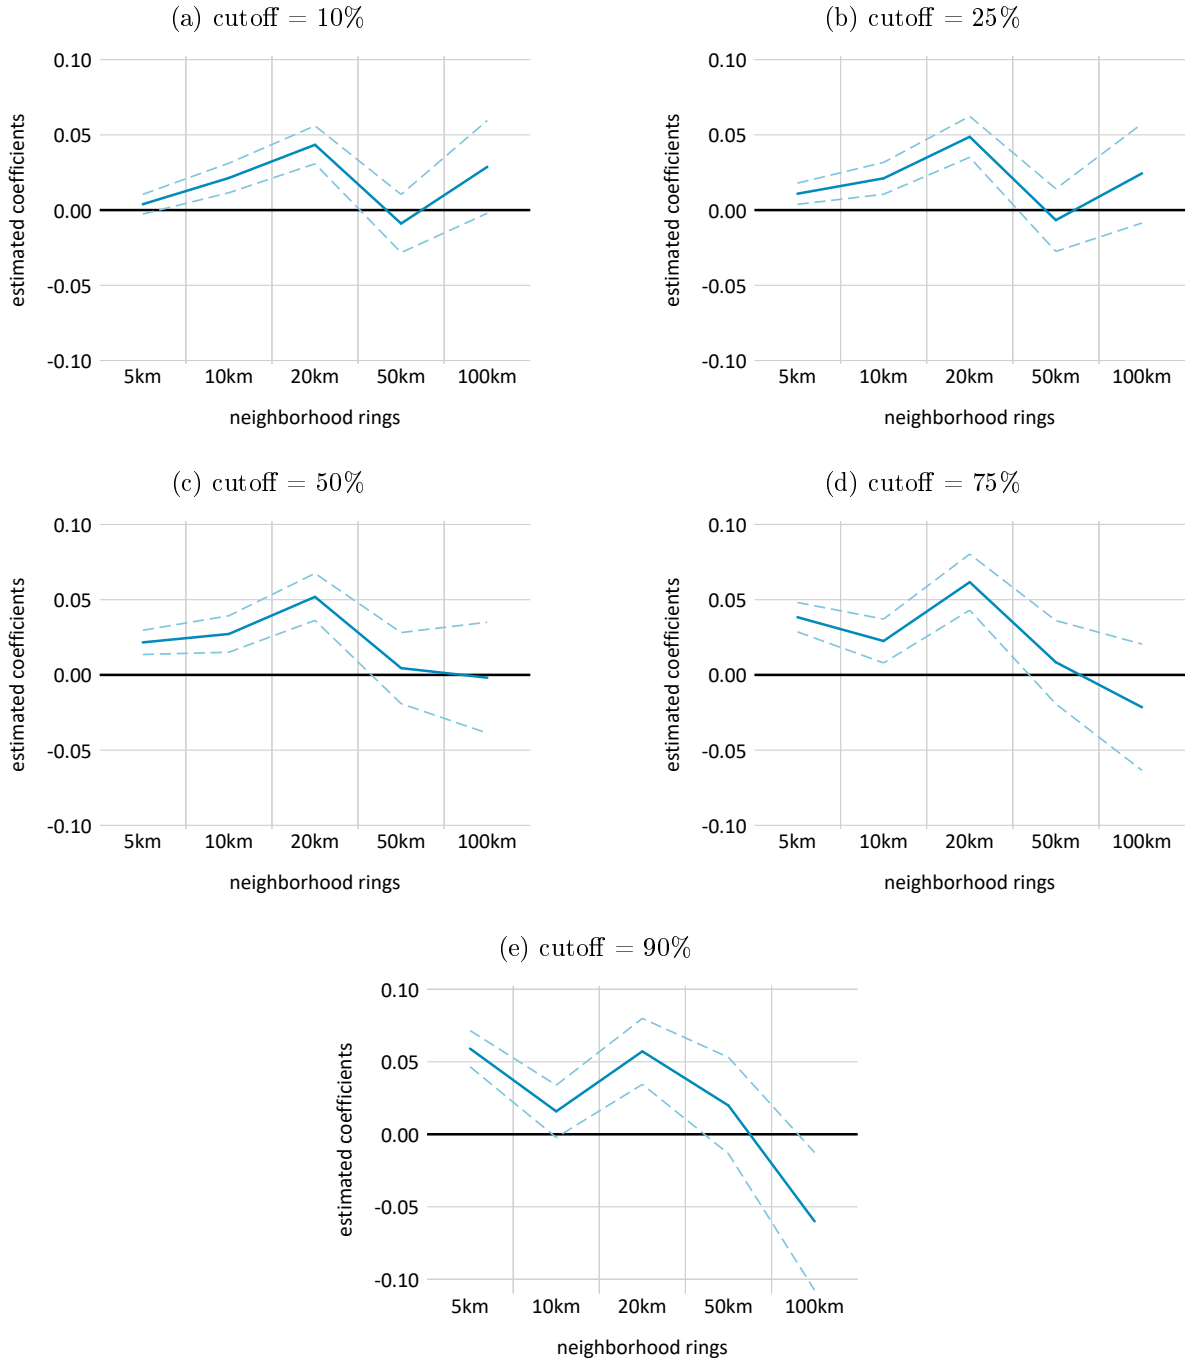 (a) cutoff = 10%
0.10
0.05
0.00
-0.05
-0.10
estimated coefficients
5km 10km 20km 50km 100km
neighborhood rings
(b) cutoff = 25%
0.10
0.05
0.00
-0.05
-0.10
estimated coefficients
5km 10km 20km 50km 100km
neighborhood rings
(c) cutoff = 50%
0.10
0.05
0.00
-0.05
-0.10
estimated coefficients
5km 10km 20km 50km 100km
neighborhood rings
(d) cutoff = 75%
0.10
0.05
0.00
-0.05
-0.10
estimated coefficients
5km 10km 20km 50km 100km
neighborhood rings
(e) cutoff = 90%
0.10
0.05
0.00
-0.05
-0.10
estimated coefficients
5km 10km 20km 50km 100km
neighborhood rings